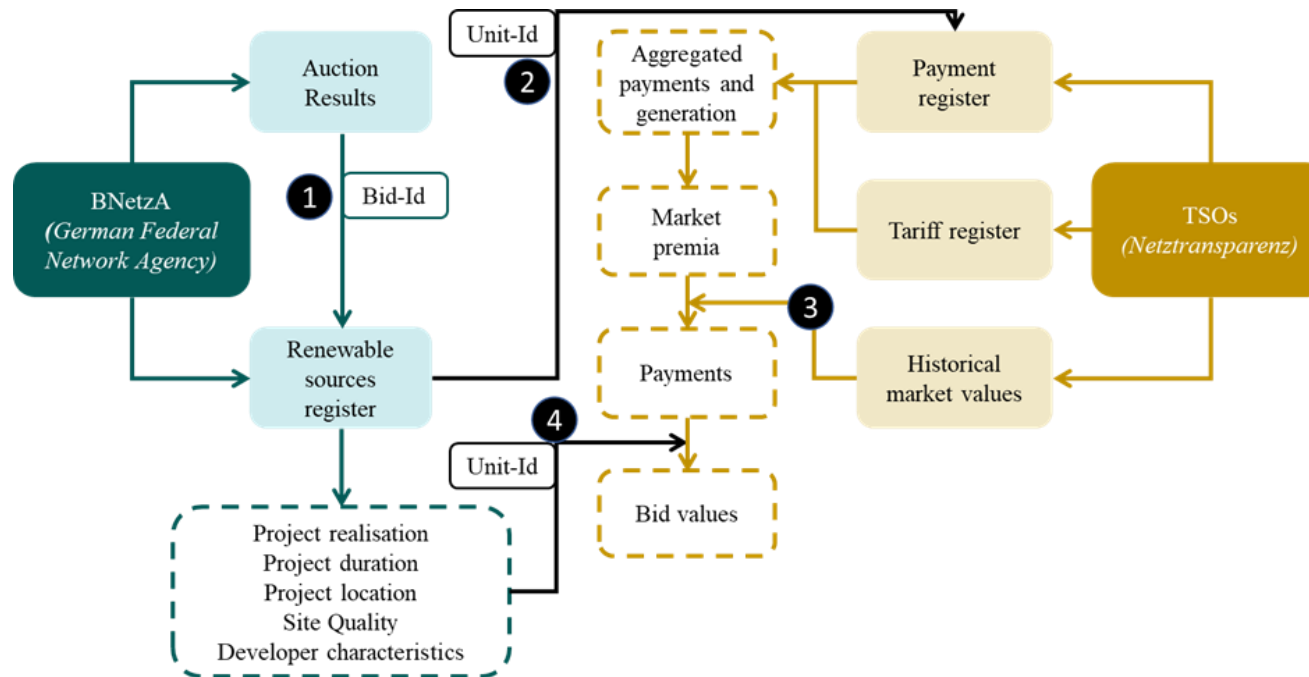 Unit-Id
2
Auction
Results
Aggregated
payments and
generation
Payment
register
1
Bid-Id
BNetzA
(German Federal
Network Agency)
Market
premia
Tariff register
TSOs
(Netztransparenz)
3
Renewable
sources
register
Payments
Historical
market values
4
Unit-Id
Bid values
Project realisation
Project duration
Project location
Site Quality
Developer characteristics